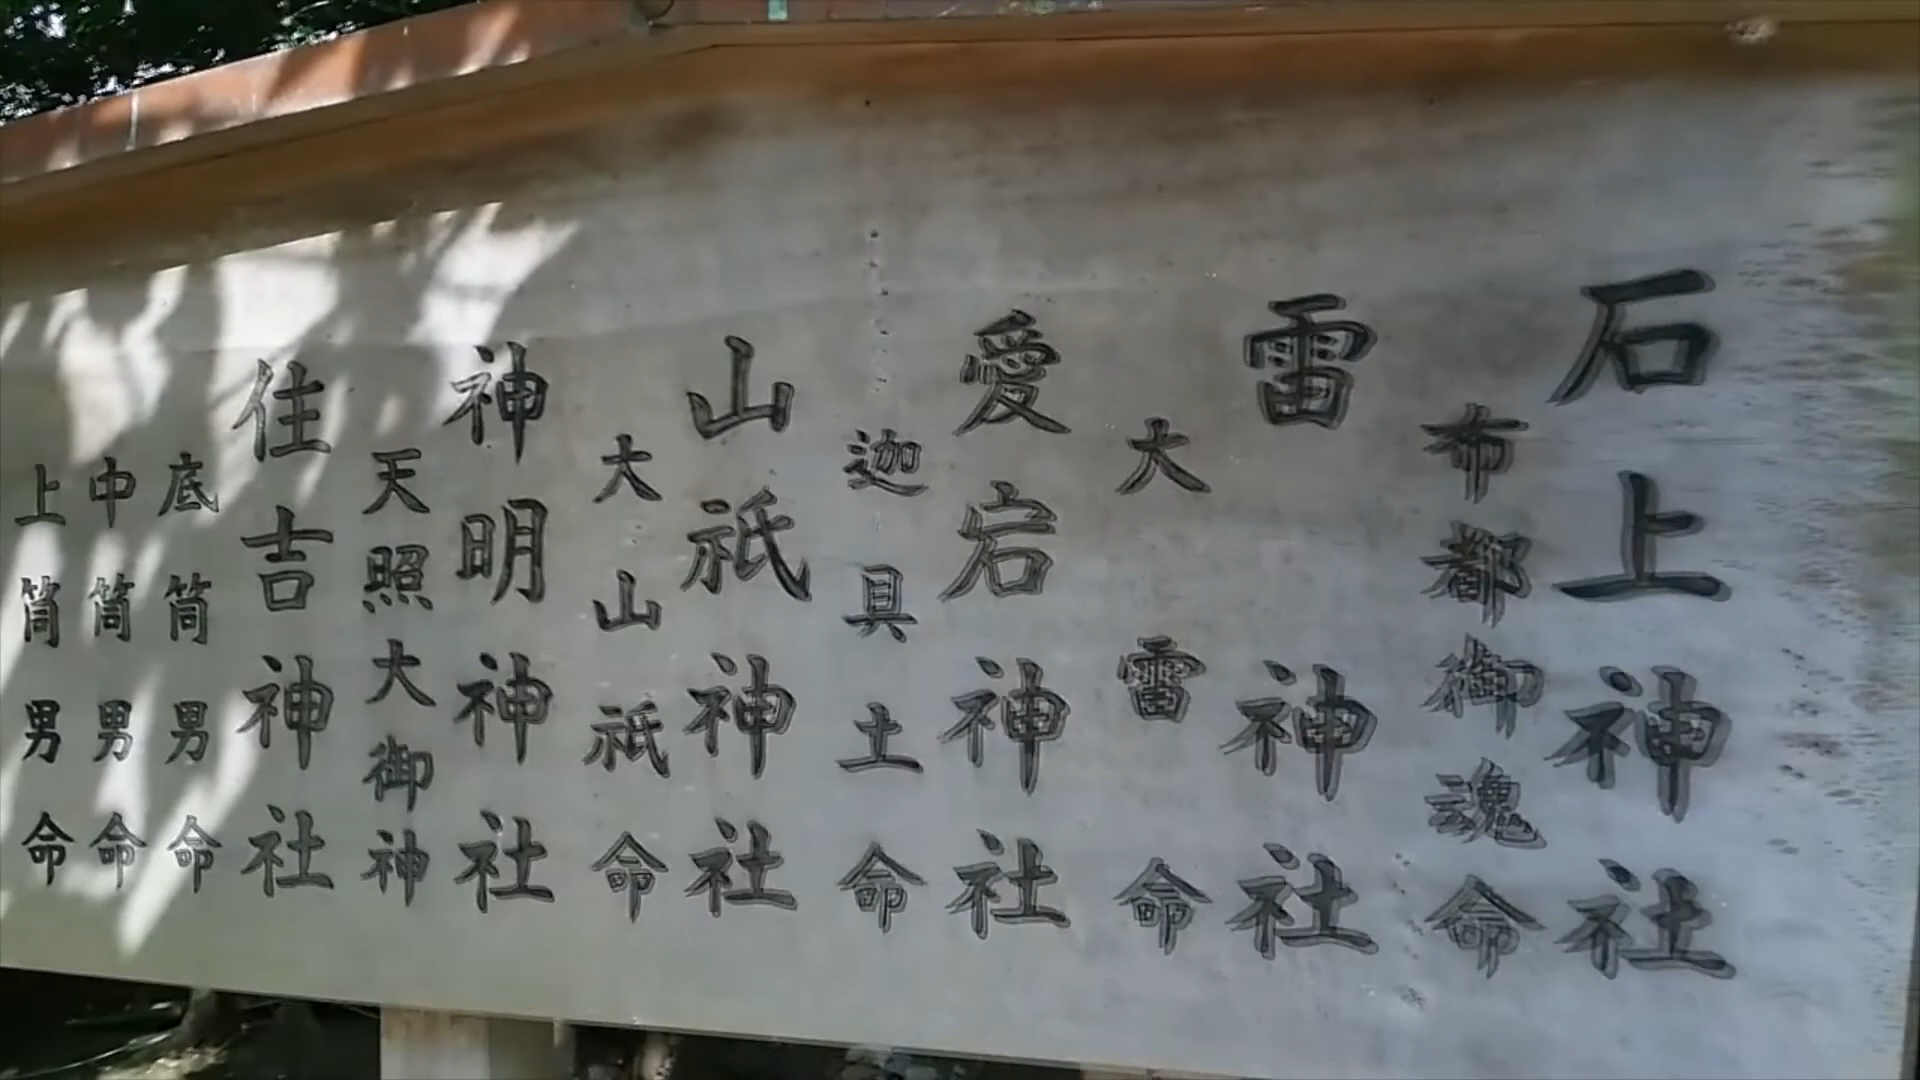 石上神社
布都御魂命
雷神社
大雷命
愛宕神社
迦具土命
山祇神社
大山祇命
神明神社
天照大御神
住吉神社
底筒男命
中筒男命
上筒男命